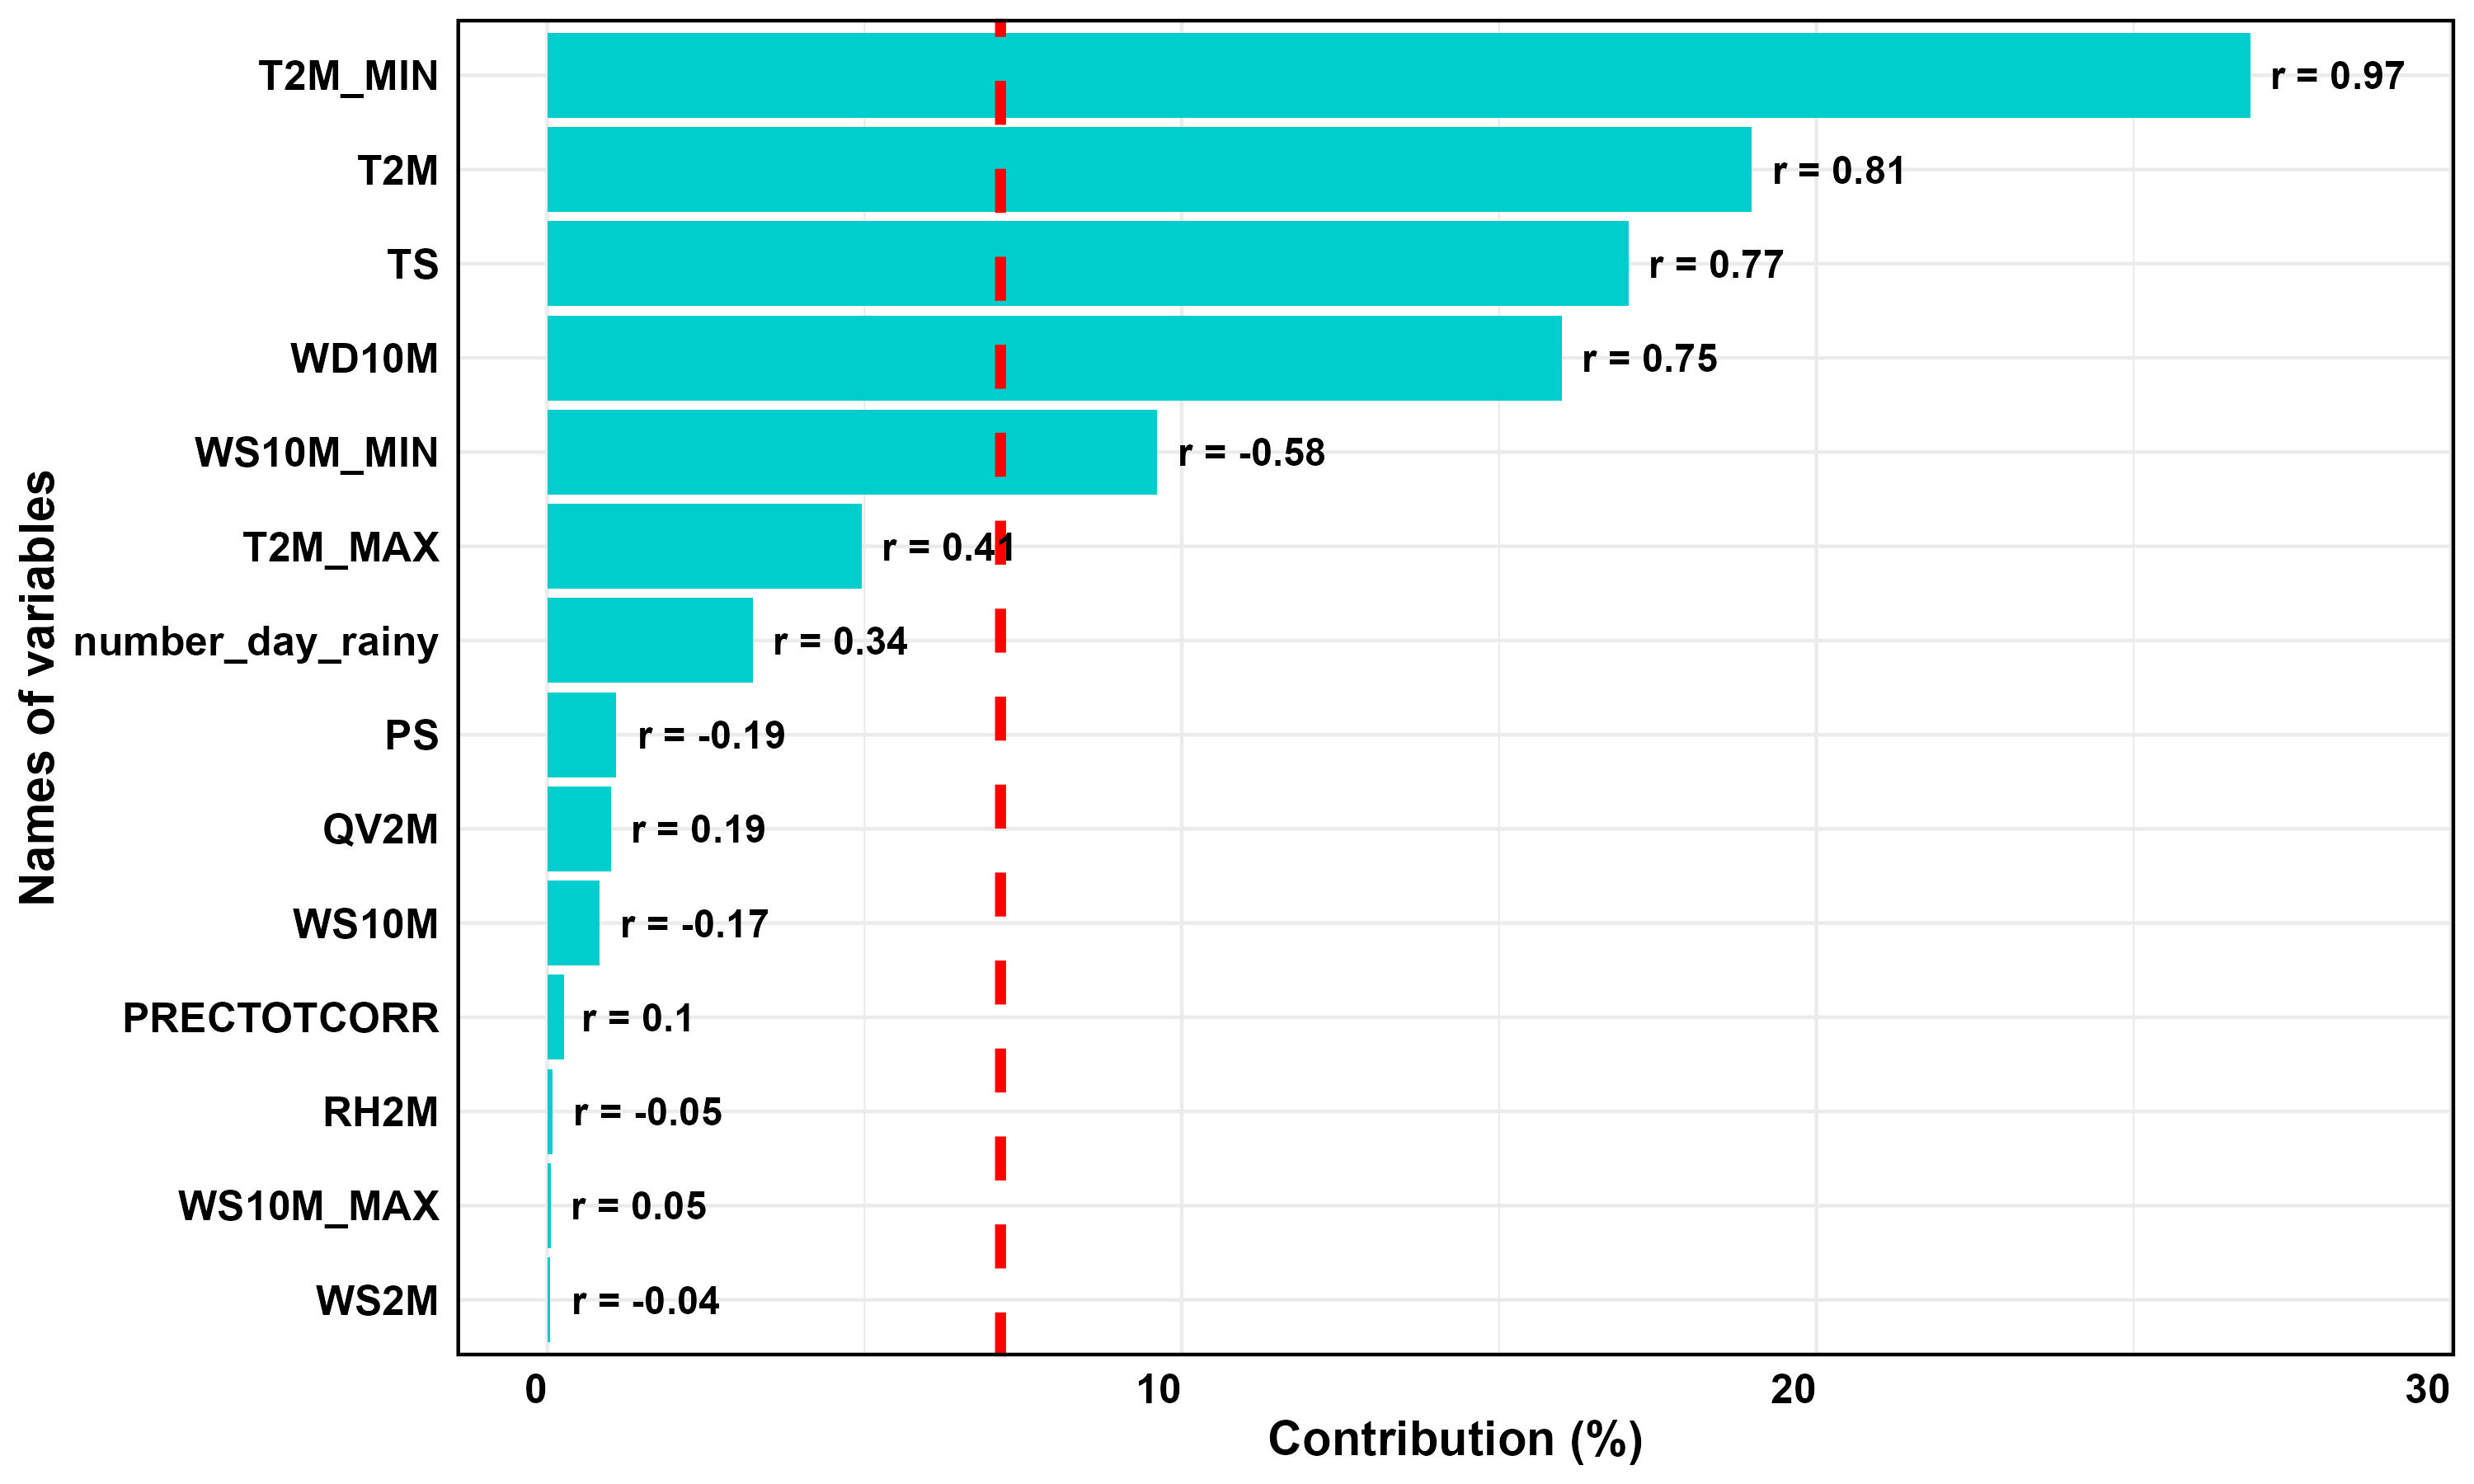 Names of variables
T2M_MIN r = 0.97
T2M r = 0.81
TS r = 0.77
WD10M r = 0.75
WS10M_MIN r = -0.58
T2M_MAX r = 0.41
number_day_rainy r = 0.34
PS r = -0.19
QV2M r = 0.19
WS10M r = -0.17
PRECTOTCORR r = 0.1
RH2M r = -0.05
WS10M_MAX r = 0.05
WS2M r = -0.04
0 10 20 30
Contribution (%)